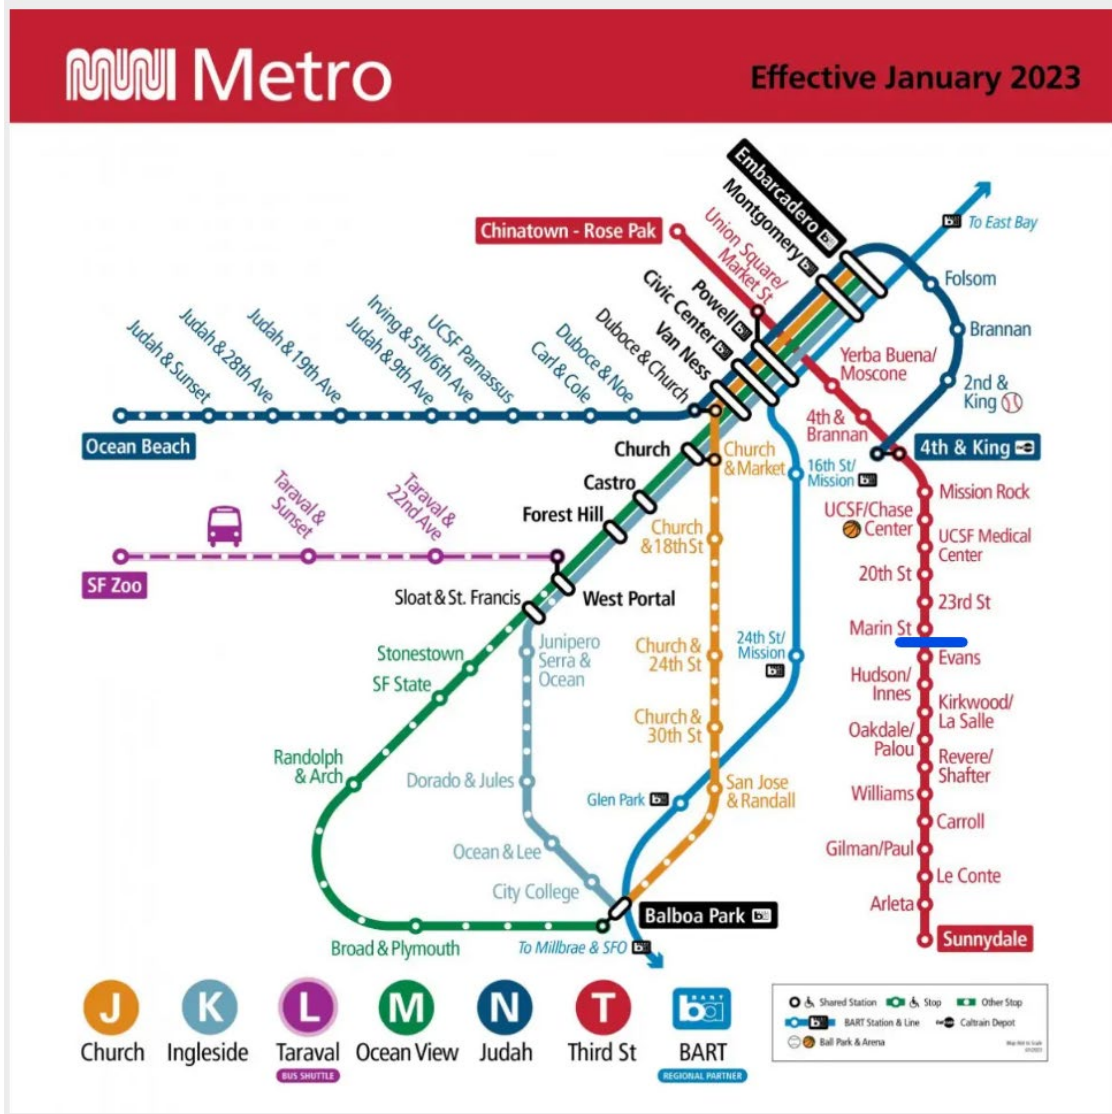 MUNI Metro
Effective January 2023
Embarcadero
Montgomery
Union Square/
Market St
Chinatown - Rose Pak
Powell
Civic Center
Van Ness
To East Bay
Folsom
Brannan
2nd &
King
4th & King
Yerba Buena/
Moscone
4th &
Brannan
Judah & Sunset
Judah & 28th Ave
Judah & 19th Ave
Judah & 9th Ave
Irving & 5th/6th Ave
UCSF Parnassus
Carl & Cole
Duboce & Noe
Duboce & Church
Ocean Beach
Church
Church
& Market
16th St/
Mission
Castro
Forest Hill
Taraval &
Sunset
Taraval &
22nd Ave
SF Zoo
Church
& 18th St
Mission Rock
UCSF/Chase
Center
UCSF Medical
Center
20th St
23rd St
Marin St
Evans
Hudson/
Innes
Kirkwood/
La Salle
Oakdale/
Palou
Revere/
Shafter
Williams
Carroll
Gilman/Paul
Le Conte
Arleta
Sunnydale
Sloat & St. Francis
West Portal
Stonestown
SF State
Junipero
Serra &
Ocean
Church &
24th St
24th St/
Mission
Church &
30th St
Randolph
& Arch
Dorado & Jules
Glen Park
San Jose
& Randall
Ocean & Lee
City College
Balboa Park
Broad & Plymouth
To Millbrae & SFO
J
Church
K
Ingleside
L
Taraval
BUS SHUTTLE
M
Ocean View
N
Judah
T
Third St
BART
ba
BART
REGIONAL PARTNER
Shared Station
Stop
Other Stop
BART Station & Line
Caltrain Depot
Ball Park & Arena
Map Not to Scale